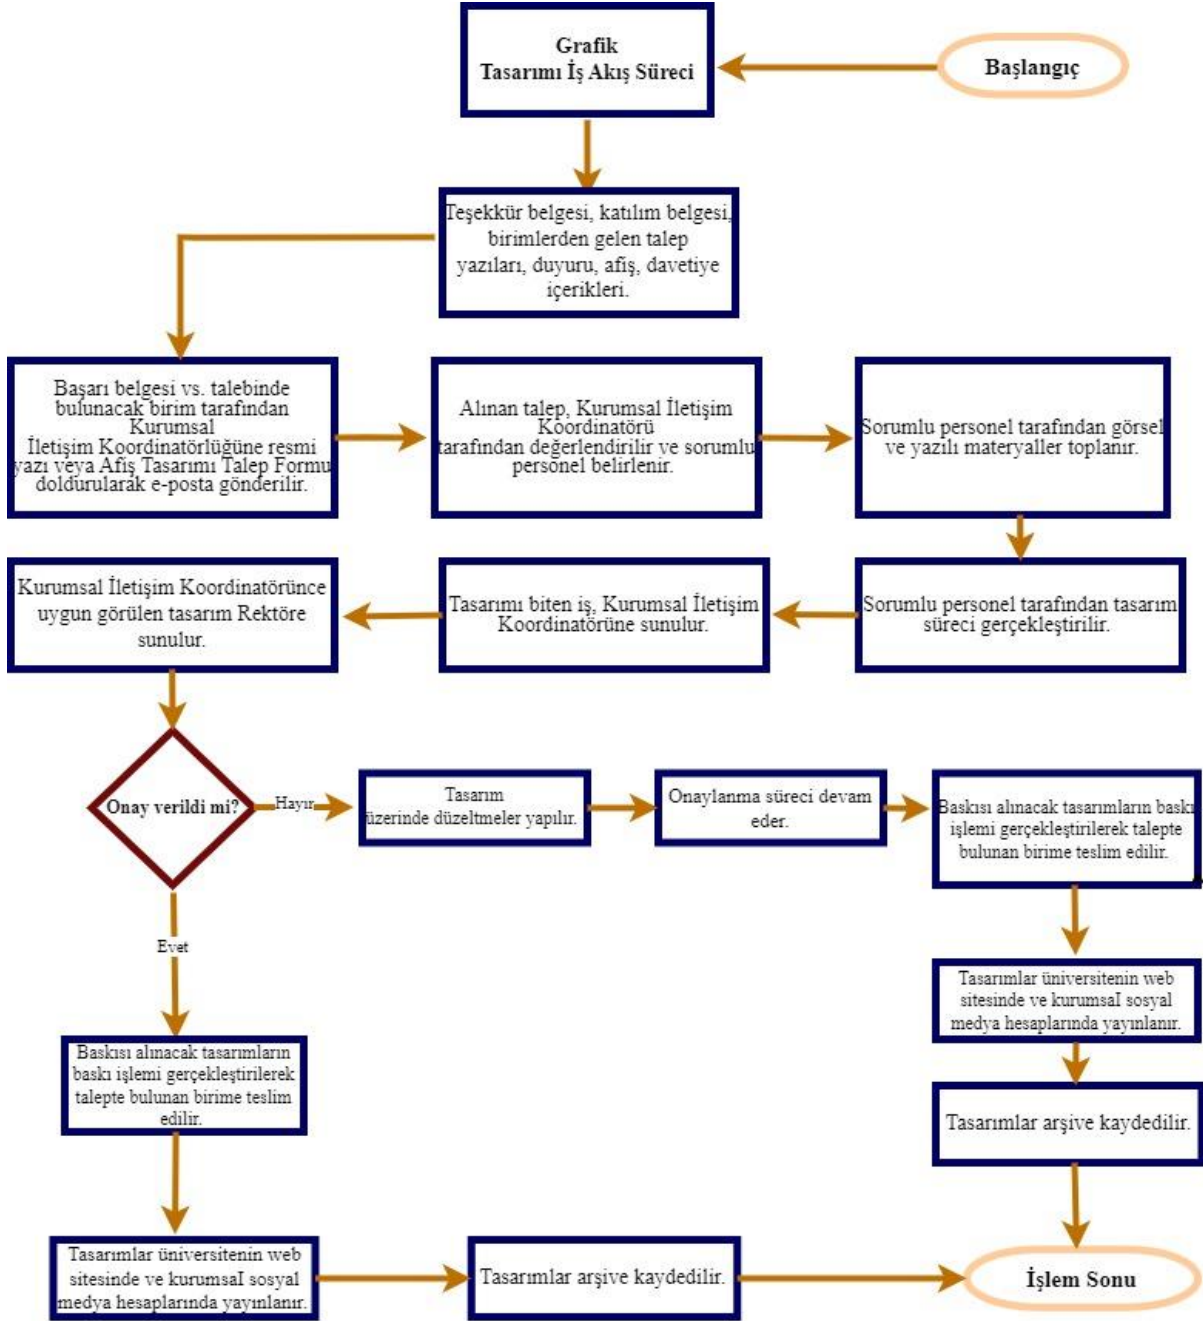 Grafik
Tasarımı İş Akış Süreci
Başlangıç
Teşekkür belgesi, katılım belgesi,
birimlerden gelen talep
yazıları, duyuru, afiş, davetiye
içerikleri.
Başarı belgesi vs. talebinde
bulunacak birim tarafından
Kurumsal
İletişim Koordinatörlüğüne resmi
yazı veya Afiş Tasarımı Talep Formu
doldurularak e-posta gönderilir.
Alınan talep, Kurumsal İletişim
Koordinatörü
tarafından değerlendirilir ve sorumlu
personel belirlenir.
Sorumlu personel tarafından görsel
ve yazılı materyaller toplanır.
Sorumlu personel tarafından tasarım
süreci gerçekleştirilir.
Tasarımı biten iş, Kurumsal İletişim
Koordinatörüne sunulur.
Kurumsal İletişim Koordinatörünce
uygun görülen tasarım Rektöre
sunulur.
Onay verildi mi?
Hayır
Tasarım
üzerinde düzeltmeler yapılır.
Onaylanma süreci devam
eder.
Baskısı alınacak tasarımların baskı
işlemi gerçekleştirilerek talepte
bulunan birime teslim edilir.
Tasarımlar üniversitenin web
sitesinde ve kurumsaI sosyal
medya hesaplarında yayınlanır.
Tasarımlar arşive kaydedilir.
Evet
Baskısı alınacak tasarımların
baskı işlemi gerçekleştirilerek
talepte bulunan birime teslim
edilir.
Tasarımlar üniversitenin web
sitesinde ve kurumsaI sosyal
medya hesaplarında yayınlanır.
Tasarımlar arşive kaydedilir.
İşlem Sonu